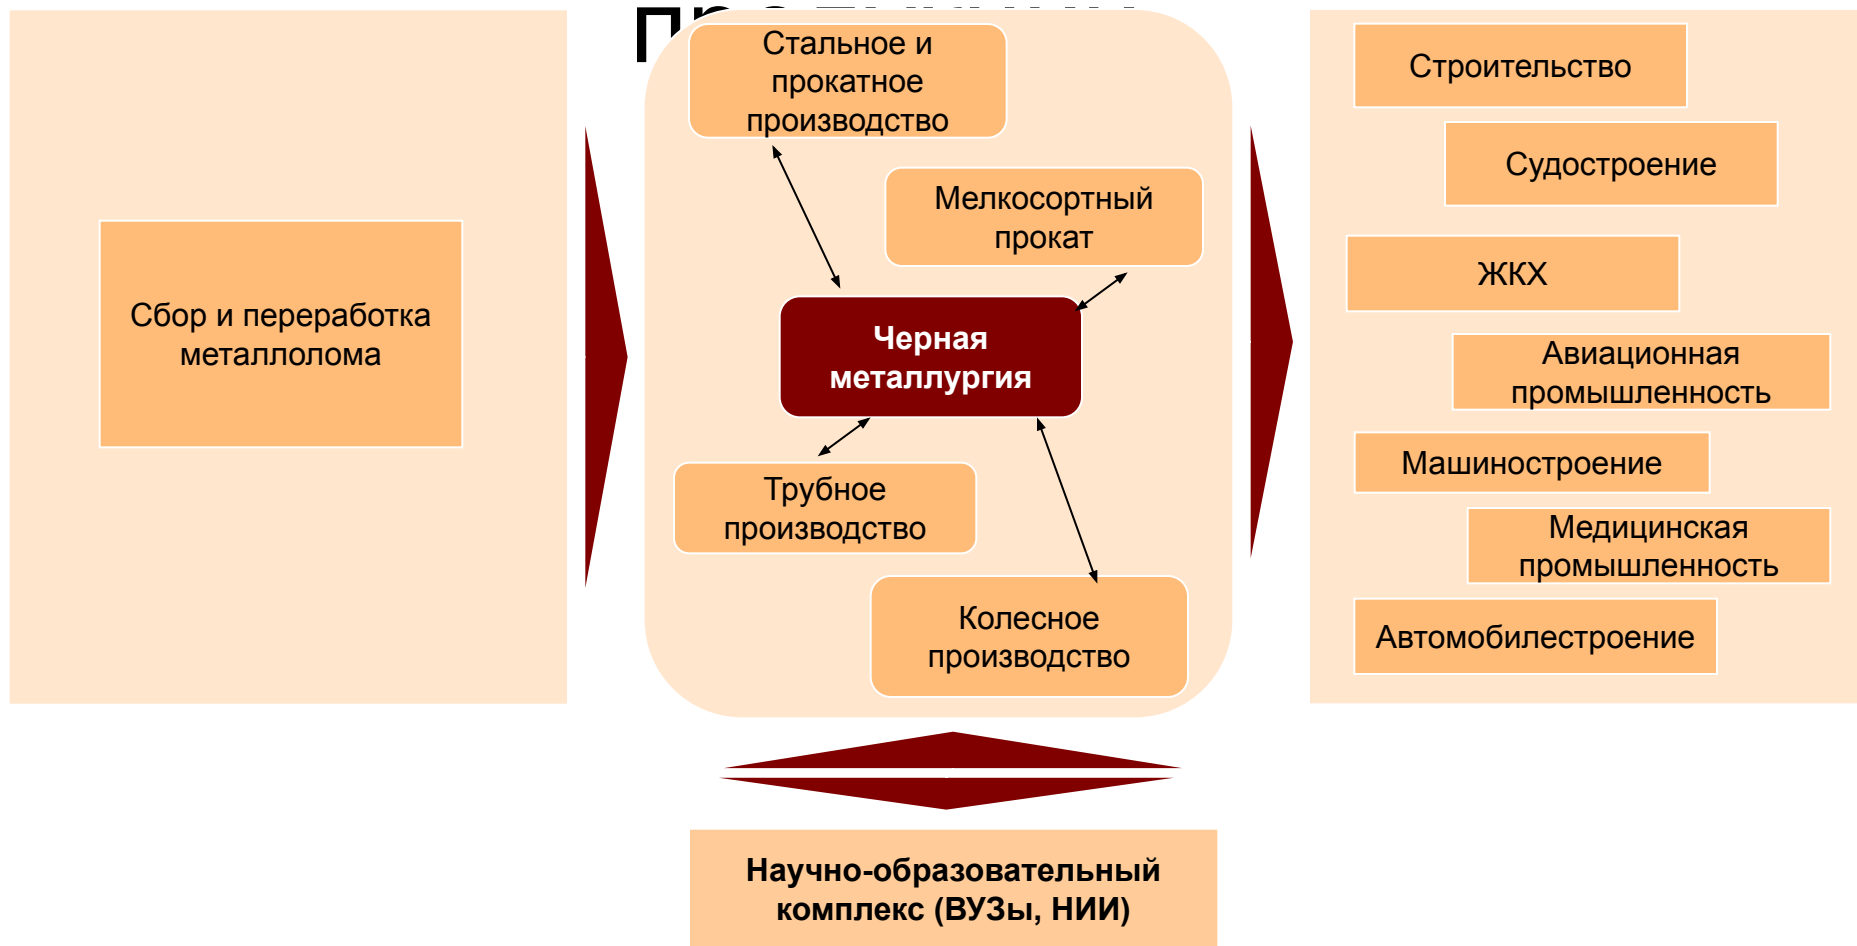 Сбор и переработка
металлолома
Стальное и
прокатное
производство
Мелкосортный
прокат
Черная
металлургия
Трубное
производство
Колесное
производство
Строительство
Судостроение
ЖКХ
Авиационная
промышленность
Машиностроение
Медицинская
промышленность
Автомобилестроение
Научно-образовательный
комплекс (ВУЗы, НИИ)